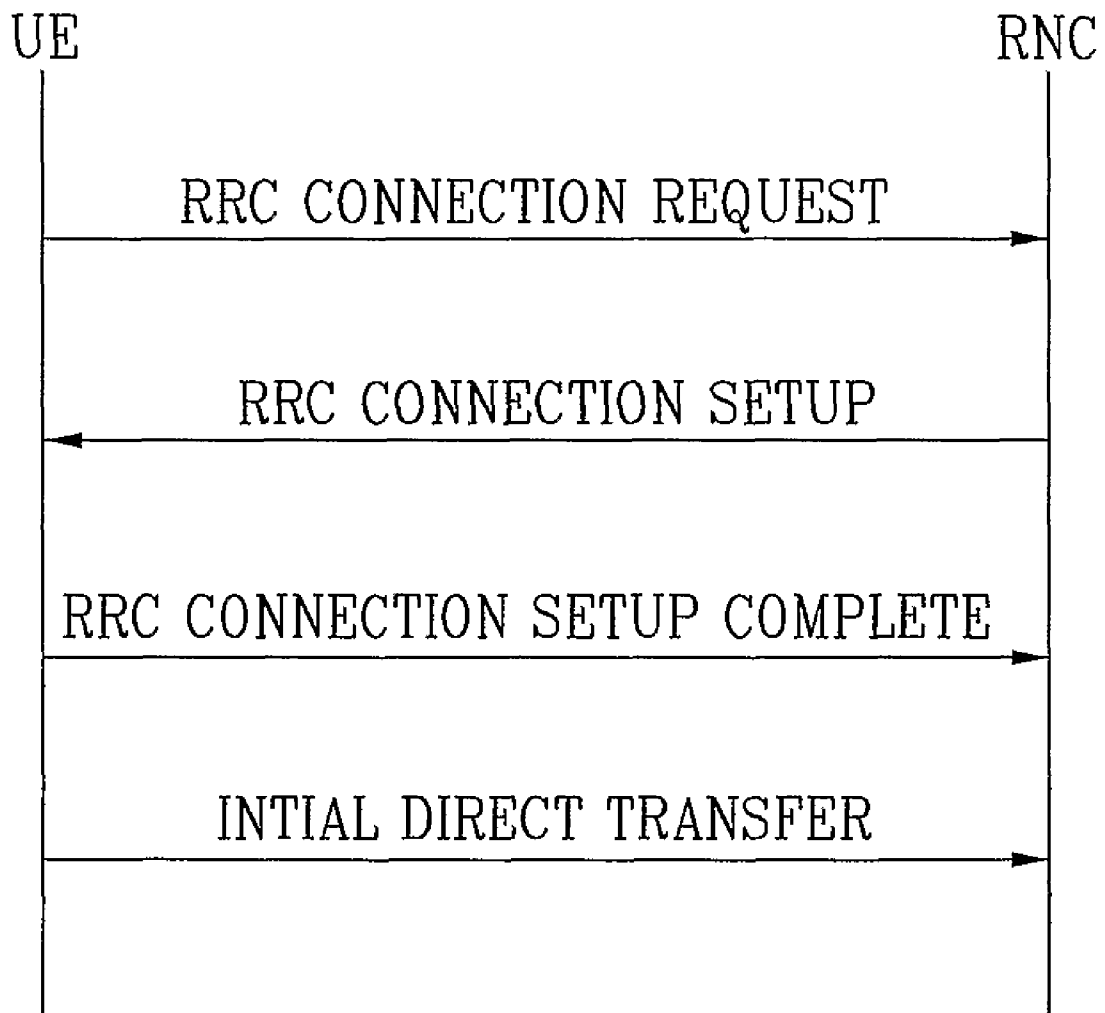 UE
RNC
RRC CONNECTION REQUEST
RRC CONNECTION SETUP
RRC CONNECTION SETUP COMPLETE
INTIAL DIRECT TRANSFER